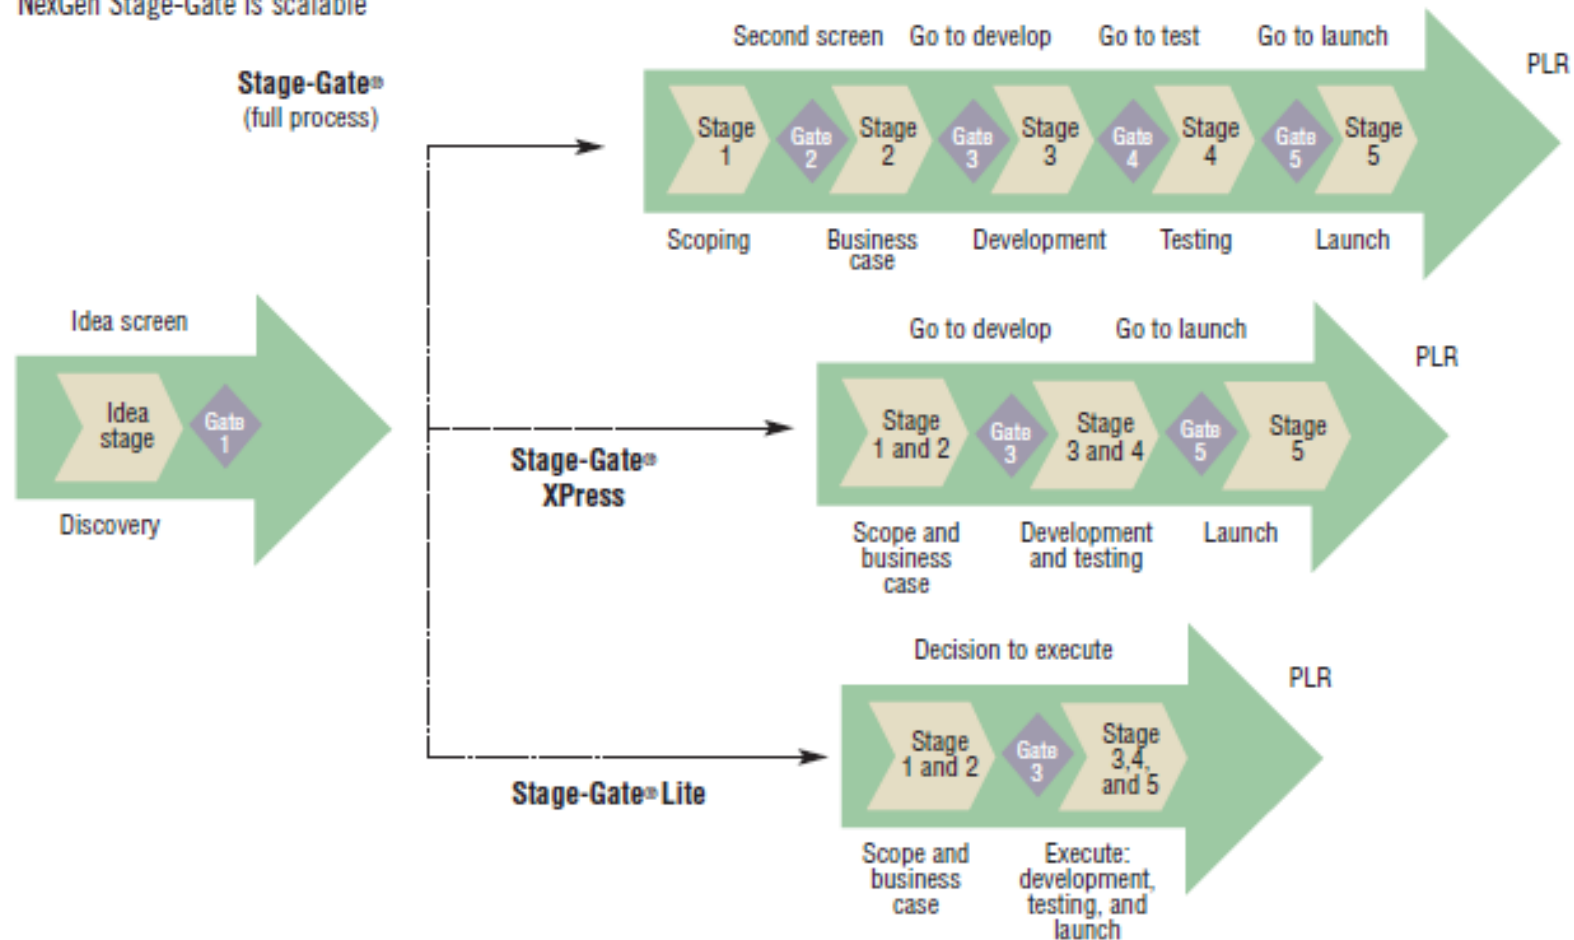 NexGen Stage-Gate is scalable
Stage-Gate®
(full process)
Second screen
Go to develop
Go to test
Go to launch
PLR
Stage
1
Gate
2
Stage
2
Gate
3
Stage
3
Gate
4
Stage
4
Gate
5
Stage
5
Scoping
Business
case
Development
Testing
Launch
Idea screen
Idea
stage
Gate
1
Discovery
Stage-Gate®
XPress
Go to develop
Go to launch
PLR
Stage
1 and 2
Gate
3
Stage
3 and 4
Gate
5
Stage
5
Scope and
business
case
Development
and testing
Launch
Stage-Gate® Lite
Decision to execute
PLR
Stage
1 and 2
Gate
3
Stage
3,4,
and 5
Scope and
business
case
Execute:
development,
testing, and
launch